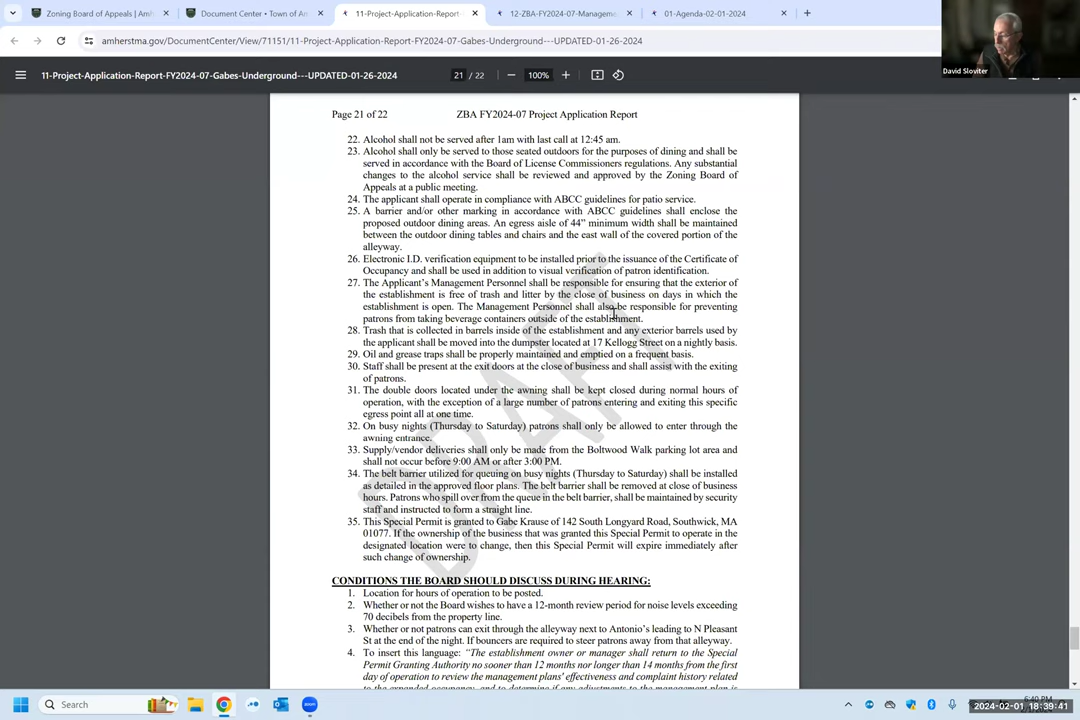 Zoning Board of Appeals | Amh
Document Center • Town of An
11-Project-Application-Report-
12-ZBA-FY2024-07-Manageme
01-Agenda-02-01-2024
amherstma.gov/DocumentCenter/View/71151/11-Project-Application-Report-FY2024-07-Gabes-Underground---UPDATED-01-26-2024
David Sloviter
11-Project-Application-Report-FY2024-07-Gabes-Underground---UPDATED-01-26-2024
21 / 22
100%
Page 21 of 22 ZBA FY2024-07 Project Application Report
22. Alcohol shall not be served after 1am with last call at 12:45 am.
23. Alcohol shall only be served to those seated outdoors for the purposes of dining and shall be
served in accordance with the Board of License Commissioners regulations. Any substantial
changes to the alcohol service shall be reviewed and approved by the Zoning Board of
Appeals at a public meeting.
24. The applicant shall operate in compliance with ABCC guidelines for patio service.
25. A barrier and/or other marking in accordance with ABCC guidelines shall enclose the
proposed outdoor dining areas. An egress aisle of 44” minimum width shall be maintained
between the outdoor dining tables and chairs and the east wall of the covered portion of the
alleyway.
26. Electronic I.D. verification equipment to be installed prior to the issuance of the Certificate of
Occupancy and shall be used in addition to visual verification of patron identification.
27. The Applicant’s Management Personnel shall be responsible for ensuring that the exterior of
the establishment is free of trash and litter by the close of business on days in which the
establishment is open. The Management Personnel shall also be responsible for preventing
patrons from taking beverage containers outside of the establishment.
28. Trash that is collected in barrels inside of the establishment and any exterior barrels used by
the applicant shall be moved into the dumpster located at 17 Kellogg Street on a nightly basis.
29. Oil and grease traps shall be properly maintained and emptied on a frequent basis.
30. Staff shall be present at the exit doors at the close of business and shall assist with the exiting
of patrons.
31. The double doors located under the awning shall be kept closed during normal hours of
operation, with the exception of a large number of patrons entering and exiting this specific
egress point all at one time.
32. On busy nights (Thursday to Saturday) patrons shall only be allowed to enter through the
awning entrance.
33. Supply/vendor deliveries shall only be made from the Boltwood Walk parking lot area and
shall not occur before 9:00 AM or after 3:00 PM.
34. The belt barrier utilized for queuing on busy nights (Thursday to Saturday) shall be installed
as detailed in the approved floor plans. The belt barrier shall be removed at close of business
hours. Patrons who spill over from the queue in the belt barrier, shall be maintained by security
staff and instructed to form a straight line.
35. This Special Permit is granted to Gabe Krause of 142 South Longyard Road, Southwick, MA
01077. If the ownership of the business that was granted this Special Permit to operate in the
designated location were to change, then this Special Permit will expire immediately after
such change of ownership.
DRAFT
CONDITIONS THE BOARD SHOULD DISCUSS DURING HEARING:
1. Location for hours of operation to be posted.
2. Whether or not the Board wishes to have a 12-month review period for noise levels exceeding
70 decibels from the property line.
3. Whether or not patrons can exit through the alleyway next to Antonio’s leading to N Pleasant
St at the end of the night. If bouncers are required to steer patrons away from that alleyway.
4. To insert this language: “The establishment owner or manager shall return to the Special
Permit Granting Authority no sooner than 12 months nor longer than 14 months from the first
day of operation to review the management plans' effectiveness and complaint history related
to the expanded occupancy, and to determine if any adjustments to the management plan is
Search
6:40 PM
2024-02-01 18:39:41